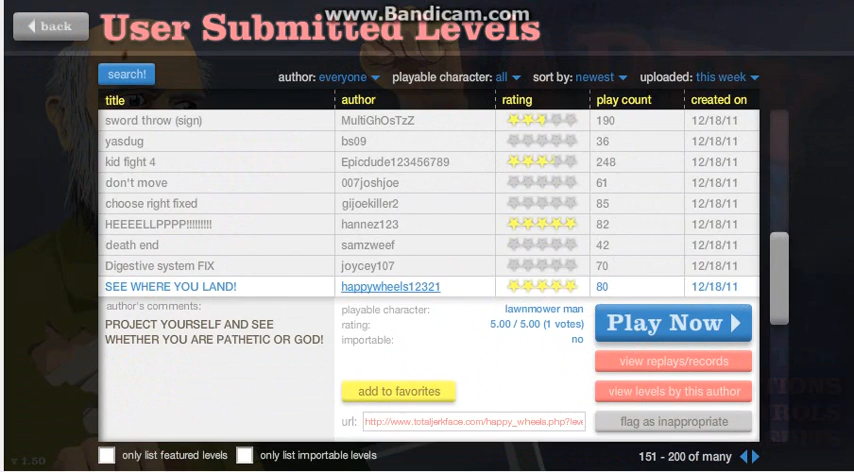 www.Bandicam.com
back
User Submitted Levels
search!
author: everyone playable character: all sort by: newest uploaded: this week
title author rating play count created on
sword throw (sign) MultiGhOsTzZ 190 12/18/11
yasdug bs09 36 12/18/11
kid fight 4 Epicdude123456789 248 12/18/11
don't move 007joshjoe 61 12/18/11
choose right fixed gijoekiller2 85 12/18/11
HEEEELLPPPP!!!!!!!!! hannez123 82 12/18/11
death end samzweef 42 12/18/11
Digestive system FIX joycey107 70 12/18/11
SEE WHERE YOU LAND! happywheels12321 80 12/18/11
author's comments:
PROJECT YOURSELF AND SEE
WHETHER YOU ARE PATHETIC OR GOD!
playable character: lawnmower man
rating: 5.00 / 5.00 (1 votes)
importable: no
add to favorites
url: http://www.totaljerkface.com/happy_wheels.php?leve
Play Now
view replays/records
view levels by this author
flag as inappropriate
only list featured levels only list importable levels
151 - 200 of many
v 1.50